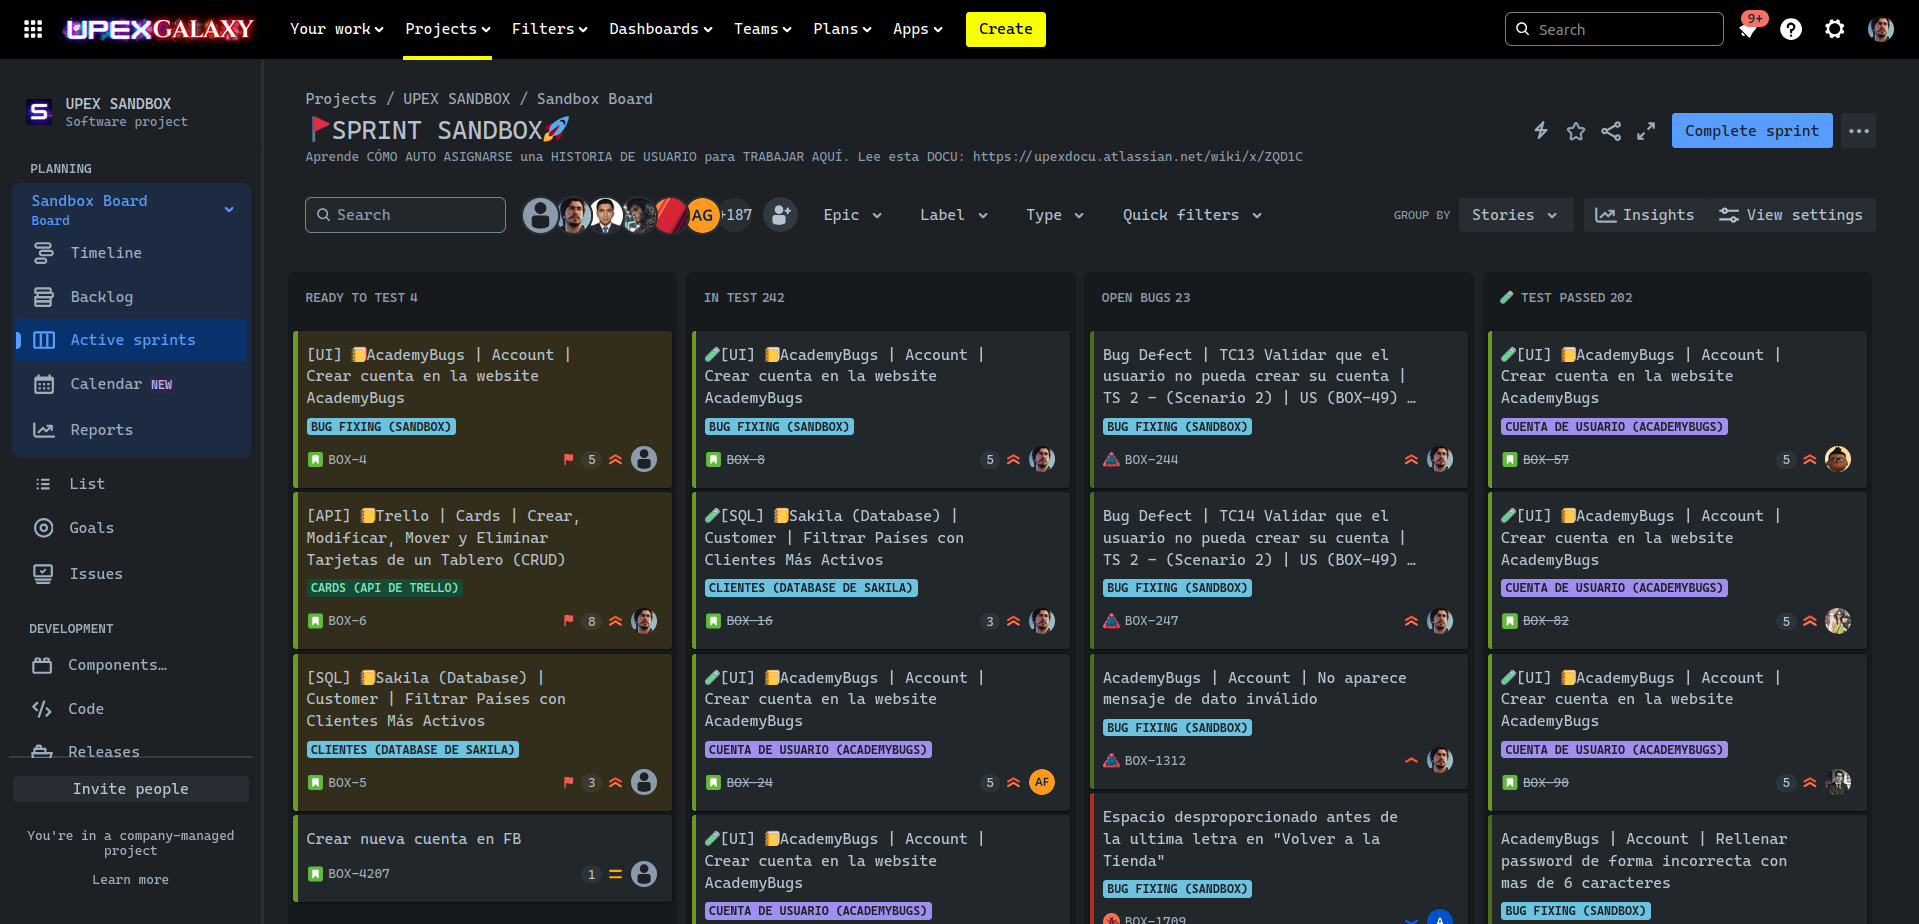 UPEXGALAXY
Your work
Projects
Filters
Dashboards
Teams
Plans
Apps
Create
Search
9+
UPEX SANDBOX
Software project
PLANNING
Sandbox Board
Board
Timeline
Backlog
Active sprints
Calendar NEW
Reports
List
Goals
Issues
DEVELOPMENT
Components…
Code
Releases
Invite people
You're in a company-managed
project
Learn more
Projects / UPEX SANDBOX / Sandbox Board
🚩SPRINT SANDBOX🚀
Complete sprint
Aprende CÓMO AUTO ASIGNARSE una HISTORIA DE USUARIO para TRABAJAR AQUÍ. Lee esta DOCU: https://upexdocu.atlassian.net/wiki/x/ZQD1C
Search
AG
+187
Epic
Label
Type
Quick filters
GROUP BY
Stories
Insights
View settings
READY TO TEST 4
[UI] 📔AcademyBugs | Account |
Crear cuenta en la website
AcademyBugs
BUG FIXING (SANDBOX)
BOX-4
5
[API] 📔Trello | Cards | Crear,
Modificar, Mover y Eliminar
Tarjetas de un Tablero (CRUD)
CARDS (API DE TRELLO)
BOX-6
8
[SQL] 📔Sakila (Database) |
Customer | Filtrar Países con
Clientes Más Activos
CLIENTES (DATABASE DE SAKILA)
BOX-5
3
Crear nueva cuenta en FB
BOX-4207
1
IN TEST 242
🧪[UI] 📔AcademyBugs | Account |
Crear cuenta en la website
AcademyBugs
BUG FIXING (SANDBOX)
BOX-8
5
🧪[SQL] 📔Sakila (Database) |
Customer | Filtrar Países con
Clientes Más Activos
CLIENTES (DATABASE DE SAKILA)
BOX-16
3
🧪[UI] 📔AcademyBugs | Account |
Crear cuenta en la website
AcademyBugs
CUENTA DE USUARIO (ACADEMYBUGS)
BOX-24
5
AF
🧪[UI] 📔AcademyBugs | Account |
Crear cuenta en la website
AcademyBugs
CUENTA DE USUARIO (ACADEMYBUGS)
OPEN BUGS 23
Bug Defect | TC13 Validar que el
usuario no pueda crear su cuenta |
TS 2 - (Scenario 2) | US (BOX-49) …
BUG FIXING (SANDBOX)
BOX-244
Bug Defect | TC14 Validar que el
usuario no pueda crear su cuenta |
TS 2 - (Scenario 2) | US (BOX-49) …
BUG FIXING (SANDBOX)
BOX-247
AcademyBugs | Account | No aparece
mensaje de dato inválido
BUG FIXING (SANDBOX)
BOX-1312
Espacio desproporcionado antes de
la ultima letra en "Volver a la
Tienda"
BUG FIXING (SANDBOX)
BOX-1709
A
🧪 TEST PASSED 202
🧪[UI] 📔AcademyBugs | Account |
Crear cuenta en la website
AcademyBugs
CUENTA DE USUARIO (ACADEMYBUGS)
BOX-57
5
🧪[UI] 📔AcademyBugs | Account |
Crear cuenta en la website
AcademyBugs
CUENTA DE USUARIO (ACADEMYBUGS)
BOX-82
5
🧪[UI] 📔AcademyBugs | Account |
Crear cuenta en la website
AcademyBugs
CUENTA DE USUARIO (ACADEMYBUGS)
BOX-90
5
AcademyBugs | Account | Rellenar
password de forma incorrecta con
mas de 6 caracteres
BUG FIXING (SANDBOX)